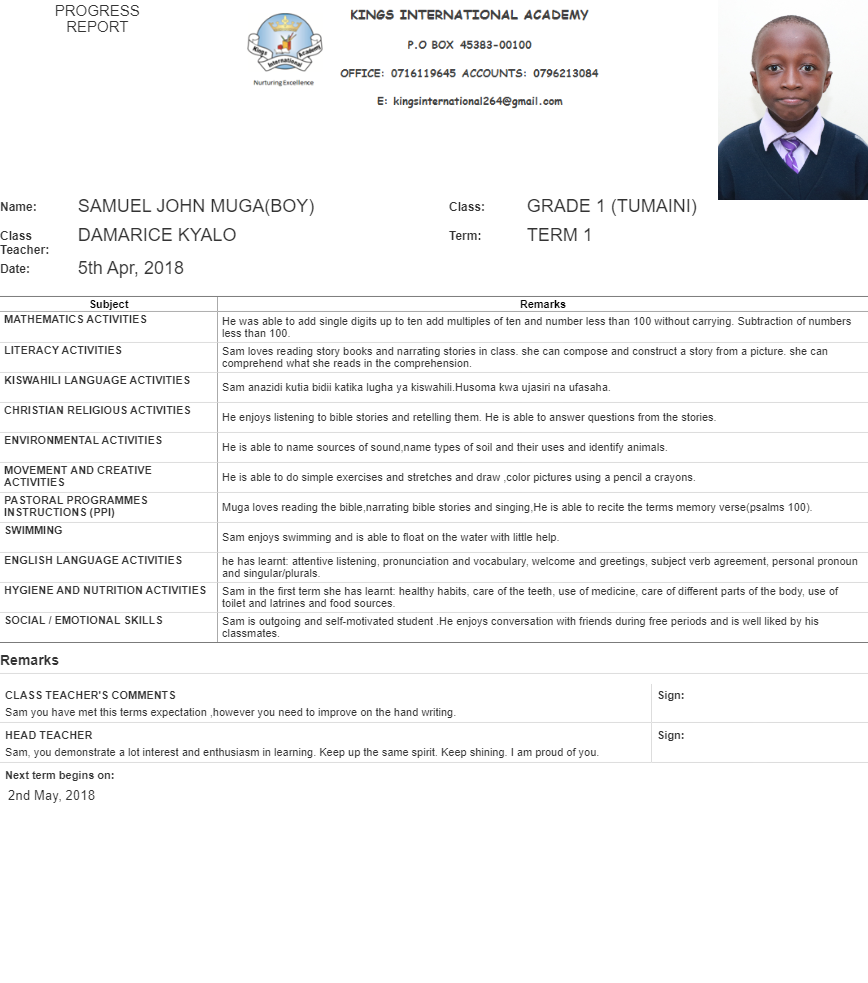 PROGRESS
REPORT
KINGS INTERNATIONAL ACADEMY
P.O BOX 45383-00100
OFFICE: 0716119645 ACCOUNTS: 0796213084
E: kingsinternational264@gmail.com
Kings International Academy
Nurturing Excellence
Name: SAMUEL JOHN MUGA(BOY) Class: GRADE 1 (TUMAINI)
Class Teacher: DAMARICE KYALO Term: TERM 1
Date: 5th Apr, 2018
Subject Remarks
MATHEMATICS ACTIVITIES
He was able to add single digits up to ten add multiples of ten and number less than 100 without carrying. Subtraction of numbers
less than 100.
LITERACY ACTIVITIES
Sam loves reading story books and narrating stories in class. she can compose and construct a story from a picture. she can
comprehend what she reads in the comprehension.
KISWAHILI LANGUAGE ACTIVITIES
Sam anazidi kutia bidii katika lugha ya kiswahili.Husoma kwa ujasiri na ufasaha.
CHRISTIAN RELIGIOUS ACTIVITIES
He enjoys listening to bible stories and retelling them. He is able to answer questions from the stories.
ENVIRONMENTAL ACTIVITIES
He is able to name sources of sound,name types of soil and their uses and identify animals.
MOVEMENT AND CREATIVE
ACTIVITIES
He is able to do simple exercises and stretches and draw ,color pictures using a pencil a crayons.
PASTORAL PROGRAMMES
INSTRUCTIONS (PPI)
Muga loves reading the bible,narrating bible stories and singing,He is able to recite the terms memory verse(psalms 100).
SWIMMING
Sam enjoys swimming and is able to float on the water with little help.
ENGLISH LANGUAGE ACTIVITIES
he has learnt: attentive listening, pronunciation and vocabulary, welcome and greetings, subject verb agreement, personal pronoun
and singular/plurals.
HYGIENE AND NUTRITION ACTIVITIES
Sam in the first term she has learnt: healthy habits, care of the teeth, use of medicine, care of different parts of the body, use of
toilet and latrines and food sources.
SOCIAL / EMOTIONAL SKILLS
Sam is outgoing and self-motivated student .He enjoys conversation with friends during free periods and is well liked by his
classmates.
Remarks
CLASS TEACHER'S COMMENTS Sign:
Sam you have met this terms expectation ,however you need to improve on the hand writing.
HEAD TEACHER Sign:
Sam, you demonstrate a lot interest and enthusiasm in learning. Keep up the same spirit. Keep shining. I am proud of you.
Next term begins on:
2nd May, 2018